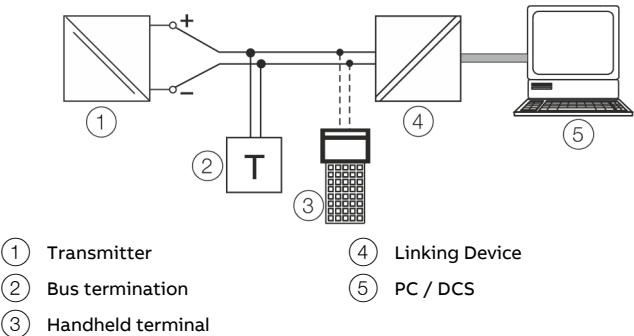 +
−
T
1
2
3
4
5
1 Transmitter
2 Bus termination
3 Handheld terminal
4 Linking Device
5 PC / DCS